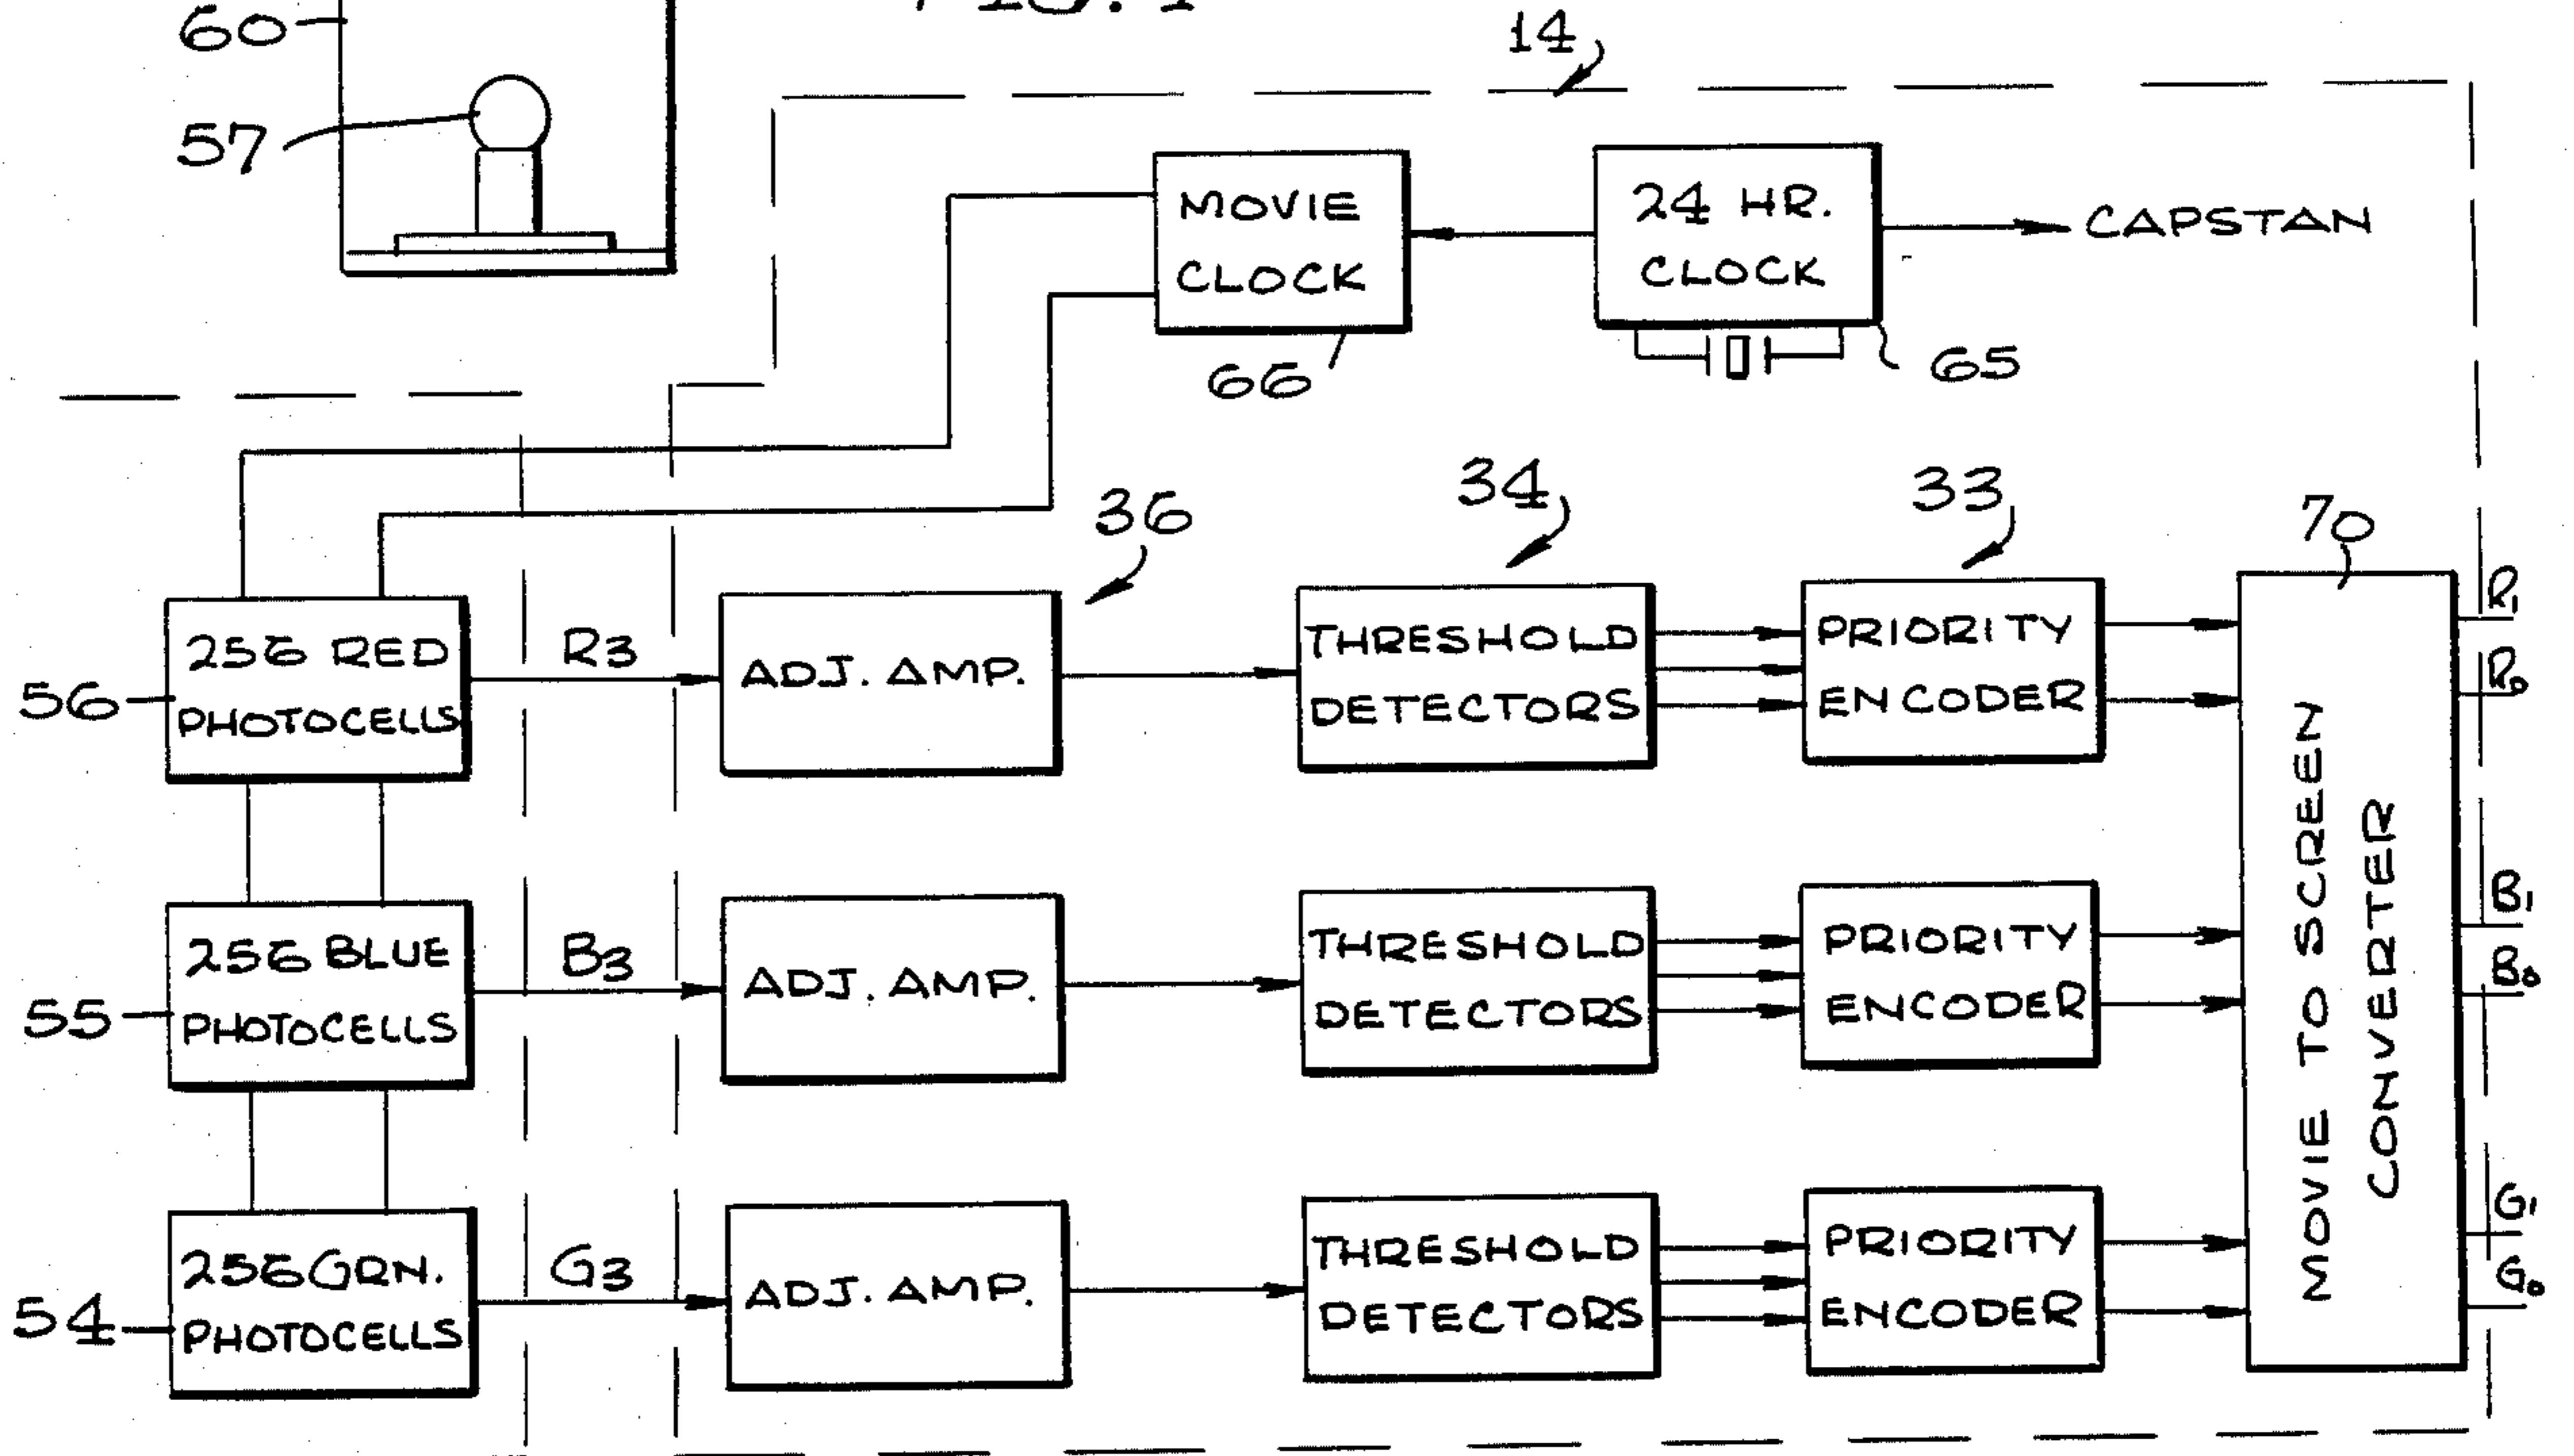 60
57
14
MOVIE
CLOCK
24 HR.
CLOCK
CAPSTAN
66
65
36
34
33
70
56
256 RED
PHOTOCELLS
R3
ADJ. AMP.
THRESHOLD
DETECTORS
PRIORITY
ENCODER
MOVIE TO SCREEN
CONVERTER
R1
R0
55
256 BLUE
PHOTOCELLS
B3
ADJ. AMP.
THRESHOLD
DETECTORS
PRIORITY
ENCODER
B1
B0
54
256 GRN.
PHOTOCELLS
G3
ADJ. AMP.
THRESHOLD
DETECTORS
PRIORITY
ENCODER
G1
G0